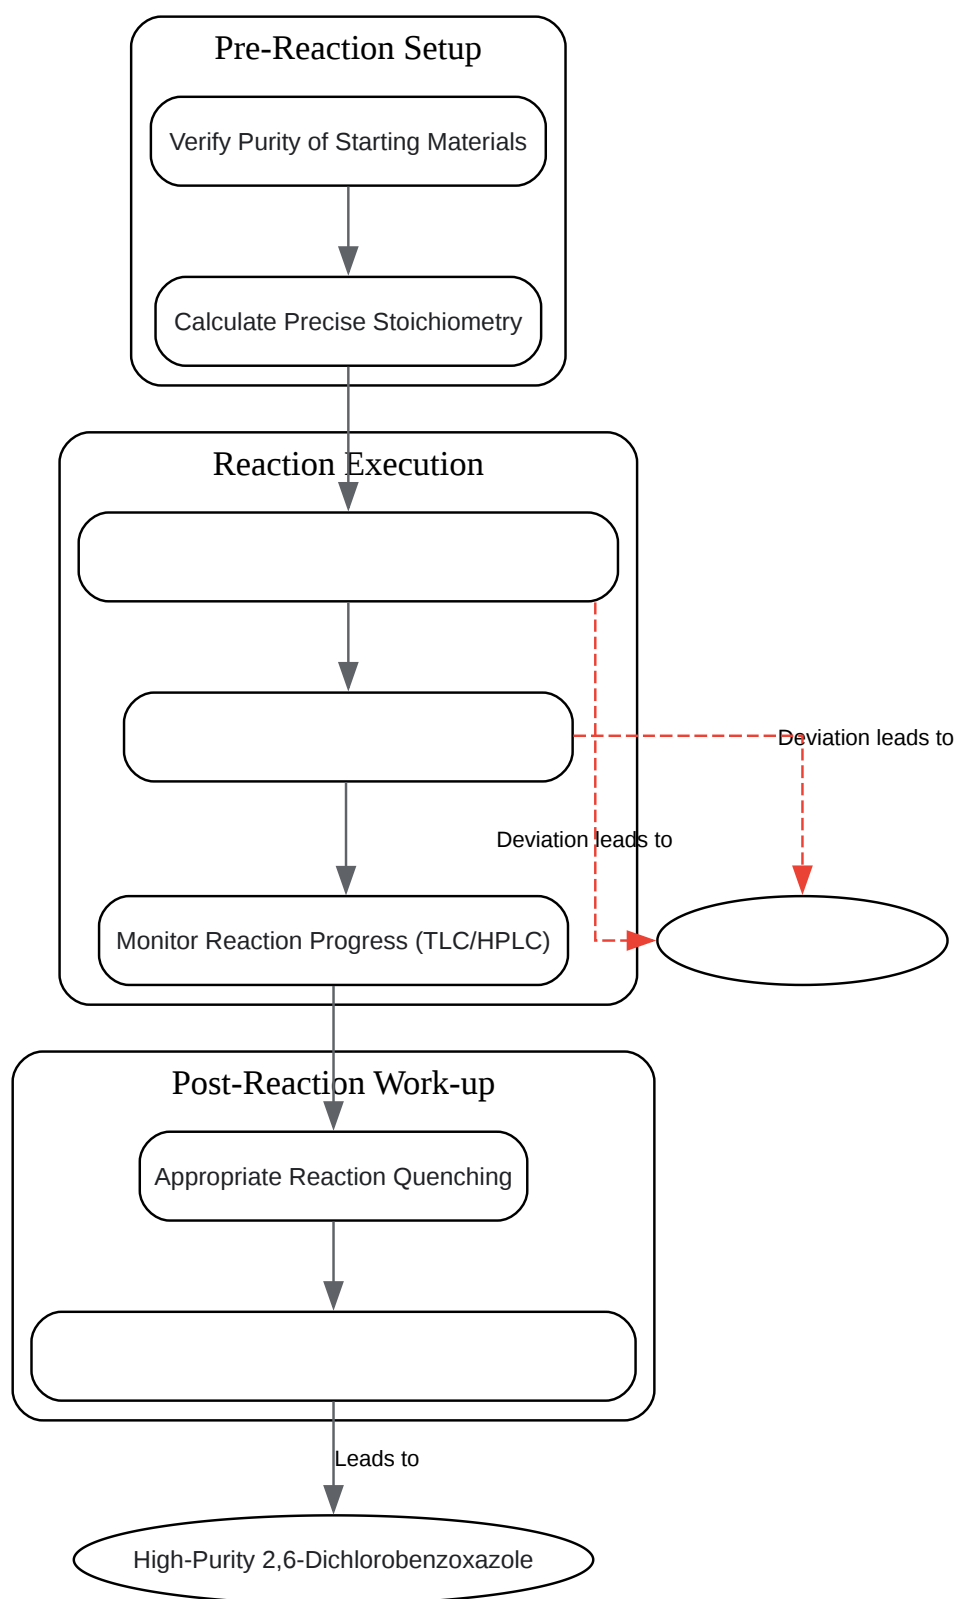 Pre-Reaction Setup
Verify Purity of Starting Materials
Calculate Precise Stoichiometry
Reaction Execution
Deviation leads to
Deviation leads to
Monitor Reaction Progress (TLC/HPLC)
Post-Reaction Work-up
Appropriate Reaction Quenching
Leads to
High-Purity 2,6-Dichlorobenzoxazole